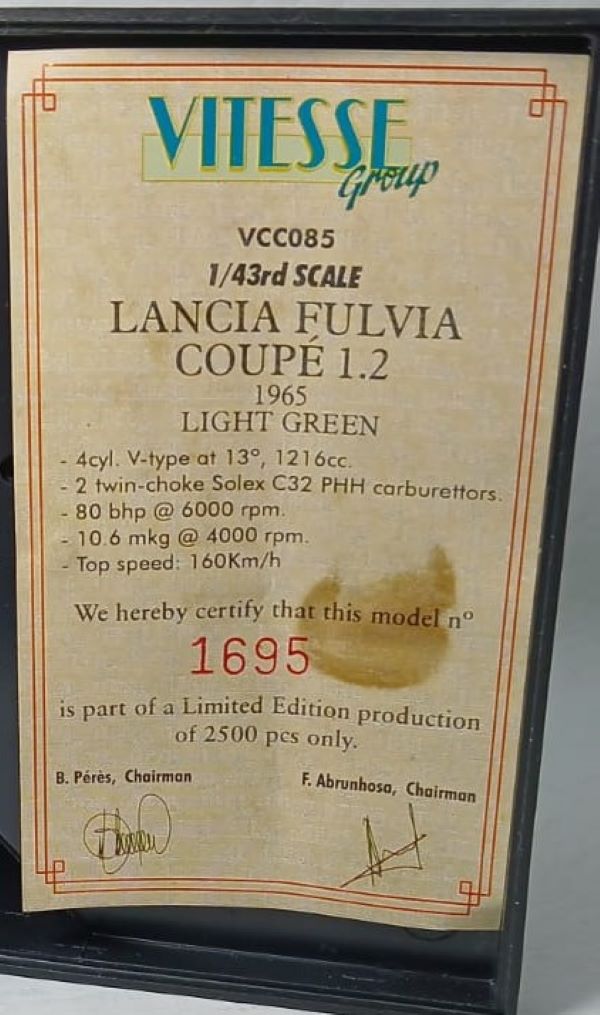 VITESSE
Group
VCC085
1/43rd SCALE
LANCIA FULVIA
COUPÉ 1.2
1965
LIGHT GREEN
- 4cyl. V-type at 13°, 1216cc.
- 2 twin-choke Solex C32 PHH carburettors.
- 80 bhp @ 6000 rpm.
- 10.6 mkg @ 4000 rpm.
- Top speed: 160Km/h
We hereby certify that this model nº
1695
is part of a Limited Edition production
of 2500 pcs only.
B. Pérès, Chairman
F. Abrunhosa, Chairman